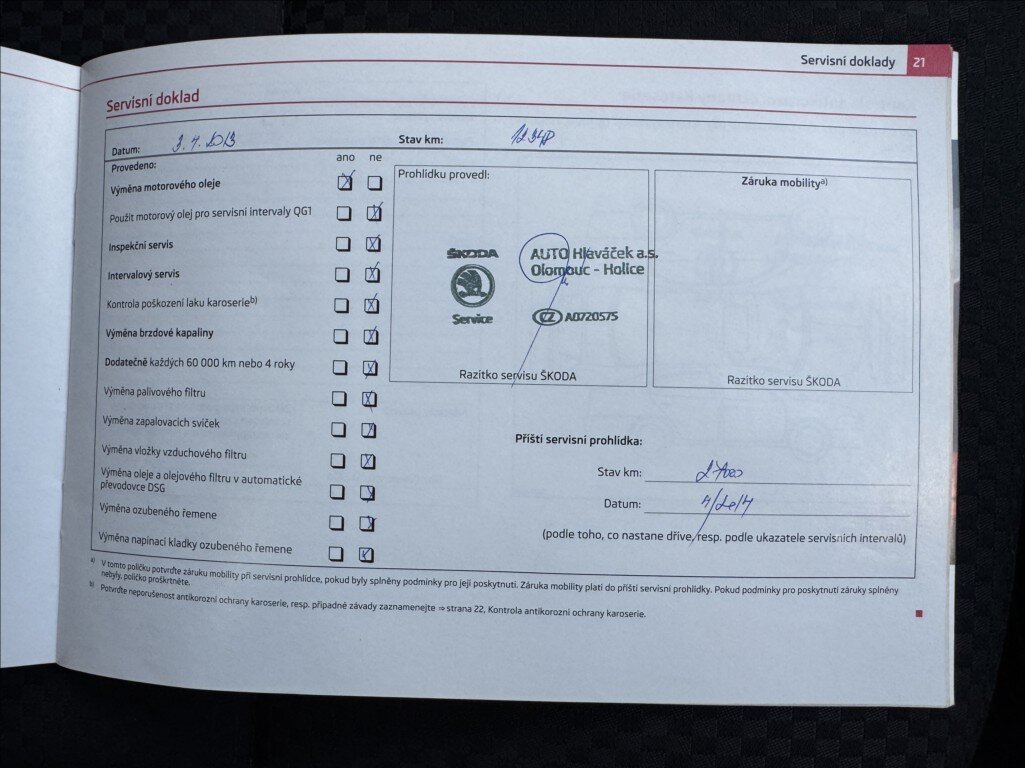 Servisní doklady 21
Servisní doklad
Datum: Stav km:
Provedeno: ano ne
Výměna motorového oleje
Použit motorový olej pro servisní intervaly QG1
Inspekční servis
Intervalový servis
Kontrola poškození laku karoserieb)
Výměna brzdové kapaliny
Dodatečně každých 60 000 km nebo 4 roky
Výměna palivového filtru
Výměna zapalovacích svíček
Výměna vložky vzduchového filtru
Výměna oleje a olejového filtru v automatické
převodovce DSG
Výměna ozubeného řemene
Výměna napínací kladky ozubeného řemene
Prohlídku provedl:
ŠKODA
Service
AUTO Hlaváček a.s.
Olomouc - Holice
CZ A0720575
Razítko servisu ŠKODA
Záruka mobilitya)
Razítko servisu ŠKODA
Příští servisní prohlídka:
Stav km:
Datum:
(podle toho, co nastane dříve, resp. podle ukazatele servisních intervalů)
a) V tomto políčku potvrďte záruku mobility při servisní prohlídce, pokud byly splněny podmínky pro její poskytnutí. Záruka mobility platí do příští servisní prohlídky. Pokud podmínky pro poskytnutí záruky splněny
nebyly, políčko proškrtněte.
b) Potvrďte neporušenost antikorozní ochrany karoserie, resp. případné závady zaznamenejte ⇒ strana 22, Kontrola antikorozní ochrany karoserie.